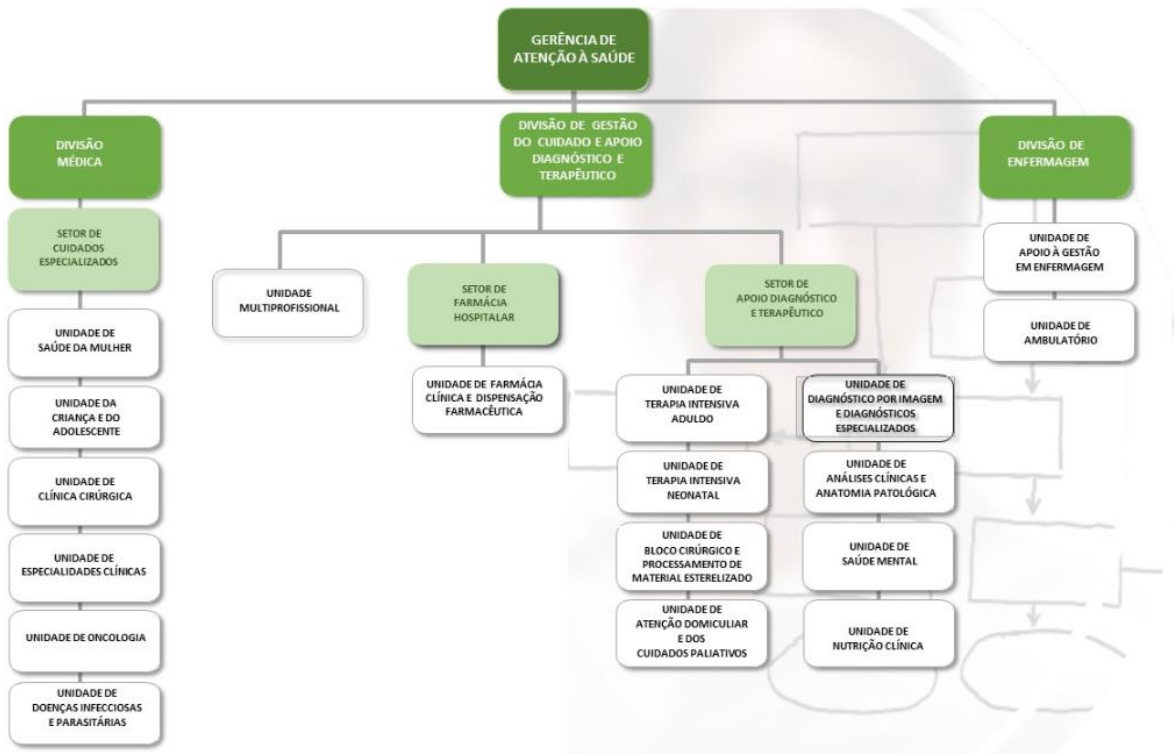 GERÊNCIA DE
ATENÇÃO À SAÚDE
DIVISÃO
MÉDICA
SETOR DE
CUIDADOS
ESPECIALIZADOS
UNIDADE DE
SAÚDE DA MULHER
UNIDADE DA
CRIANÇA E DO
ADOLESCENTE
UNIDADE DE
CLÍNICA CIRÚRGICA
UNIDADE DE
ESPECIALIDADES CLÍNICAS
UNIDADE DE ONCOLOGIA
UNIDADE DE
DOENÇAS INFECCIOSAS
E PARASITÁRIAS
DIVISÃO DE GESTÃO
DO CUIDADO E APOIO
DIAGNÓSTICO E
TERAPÊUTICO
UNIDADE
MULTIPROFISSIONAL
SETOR DE
FARMÁCIA
HOSPITALAR
UNIDADE DE FARMÁCIA
CLÍNICA E DISPENSAÇÃO
FARMACÊUTICA
SETOR DE
APOIO DIAGNÓSTICO
E TERAPÊUTICO
UNIDADE DE
TERAPIA INTENSIVA
ADULDO
UNIDADE DE
TERAPIA INTENSIVA
NEONATAL
UNIDADE DE
BLOCO CIRÚRGICO E
PROCESSAMENTO DE
MATERIAL ESTERELIZADO
UNIDADE DE
ATENÇÃO DOMICULIAR
E DOS
CUIDADOS PALIATIVOS
UNIDADE DE
DIAGNÓSTICO POR IMAGEM
E DIAGNÓSTICOS
ESPECIALIZADOS
UNIDADE DE
ANÁLISES CLÍNICAS E
ANATOMIA PATOLÓGICA
UNIDADE DE
SAÚDE MENTAL
UNIDADE DE
NUTRIÇÃO CLÍNICA
DIVISÃO DE
ENFERMAGEM
UNIDADE DE
APOIO À GESTÃO
EM ENFERMAGEM
UNIDADE DE
AMBULATÓRIO